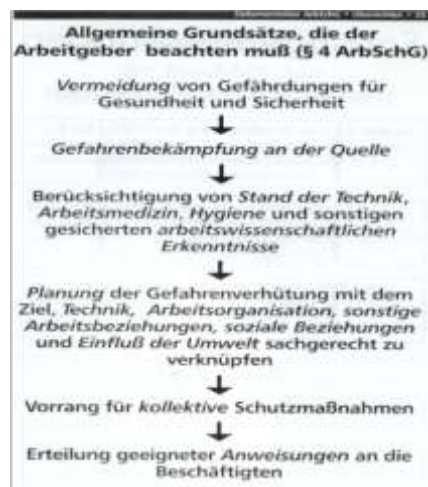 Allgemeine Grundsätze, die der
Arbeitgeber beachten muß (§ 4 ArbSchG)
Vermeidung von Gefährdungen für
Gesundheit und Sicherheit
Gefahrenbekämpfung an der Quelle
Berücksichtigung von Stand der Technik,
Arbeitsmedizin, Hygiene und sonstigen
gesicherten arbeitswissenschaftlichen
Erkenntnisse
Planung der Gefahrenverhütung mit dem
Ziel, Technik, Arbeitsorganisation, sonstige
Arbeitsbeziehungen, soziale Beziehungen
und Einfluß der Umwelt sachgerecht zu
verknüpfen
Vorrang für kollektive Schutzmaßnahmen
Erteilung geeigneter Anweisungen an die
Beschäftigten